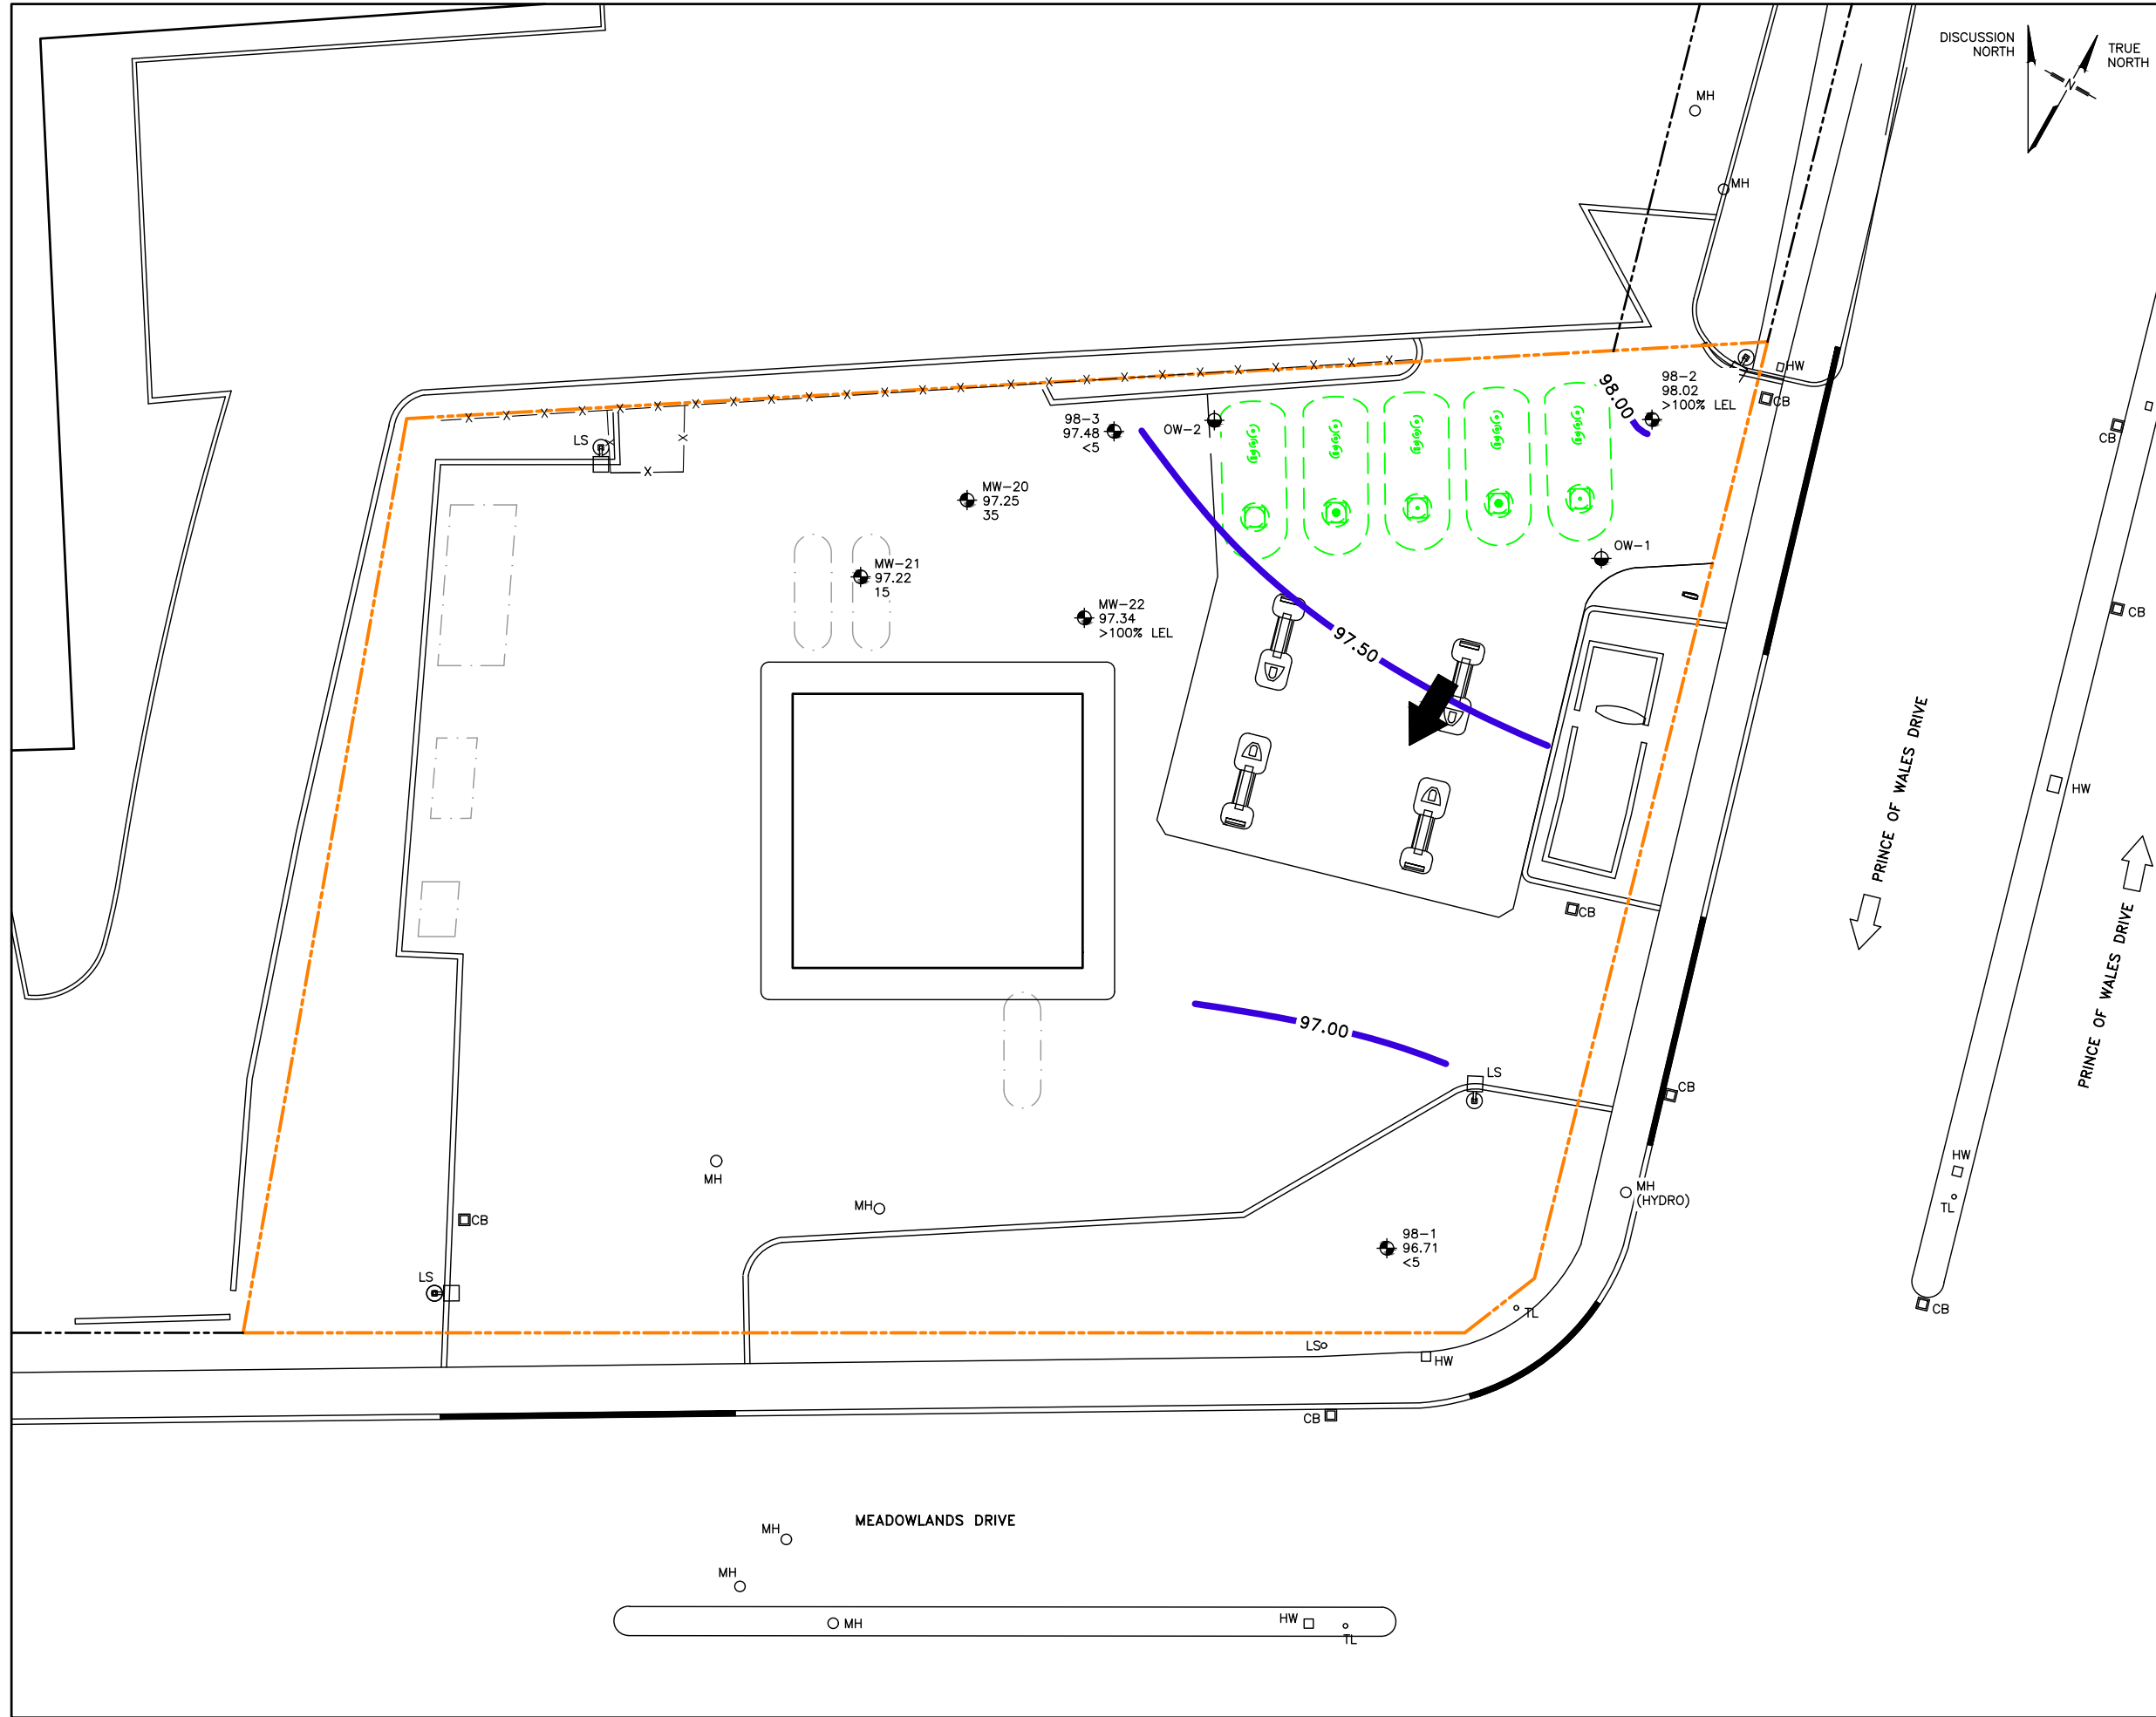 DISCUSSION
NORTH
TRUE
NORTH
N
MH
MH
HW
98-2
98.02
>100% LEL
CB
98.00
98-3
97.48
<5
OW-2
LS
MW-20
97.25
35
MW-21
97.22
15
MW-22
97.34
>100% LEL
OW-1
97.50
CB
CB
HW
PRINCE OF WALES DRIVE
PRINCE OF WALES DRIVE
CB
97.00
LS
CB
MH
MH
MH
(HYDRO)
HW
TL
CB
LS
98-1
96.71
<5
TL
CB
LS
HW
CB
MEADOWLANDS DRIVE
MH
MH
MH
HW
TL